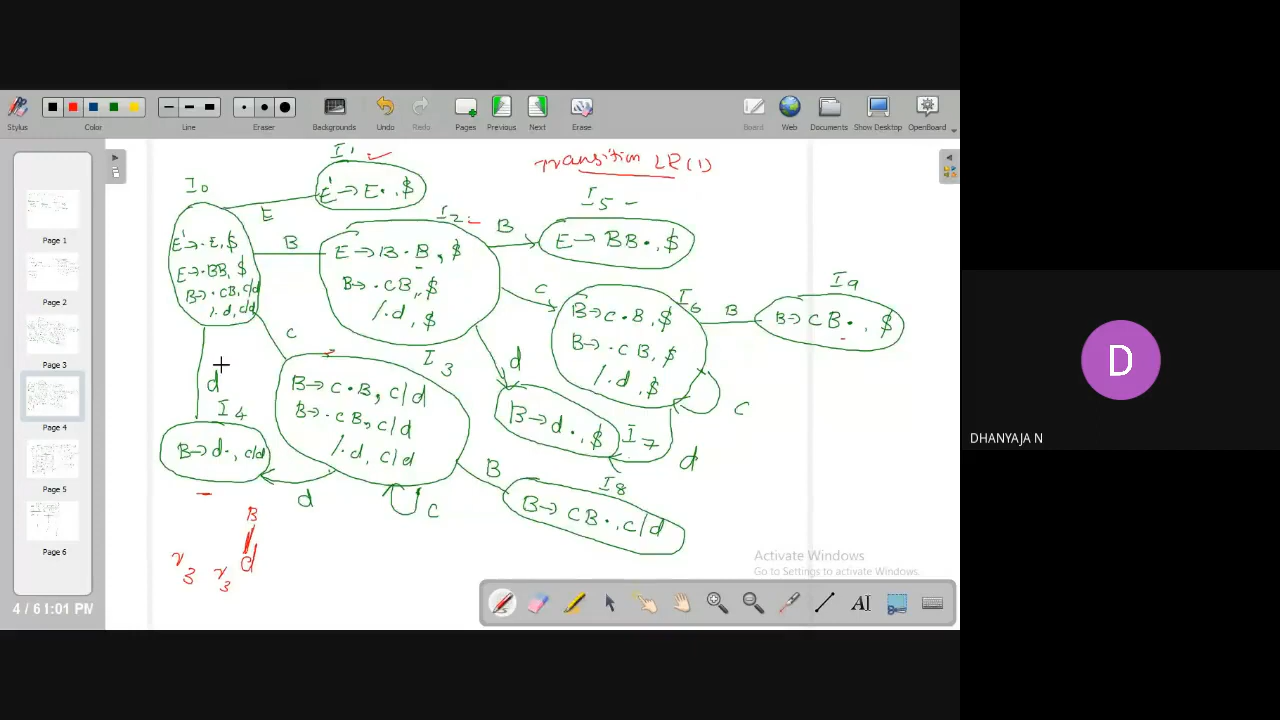 Stylus
Color
Line
Eraser
Backgrounds
Undo
Redo
Pages
Previous
Next
Erase
Board
Web
Documents
Show Desktop
OpenBoard
Page 1
Page 2
Page 3
Page 4
Page 5
Page 6
4 / 6 1:01 PM
Transition LR(1)
I0
E' → ·E, $
E → ·BB, $
B → ·cB, c/d
/·d, c/d
E
I1
E' → E·, $
B
I2
E → B·B, $
B → ·cB, $
/·d, $
B
I5
E → BB·, $
c
I6
B → c·B, $
B → ·cB, $
/·d, $
B
I9
B → cB·, $
c
d
d
B → d·, $
I7
c
I3
B → c·B, c/d
B → ·cB, c/d
/·d, c/d
d
I4
B → d·, c/d
d
c
B
I8
B → cB·, c/d
B
d
r3
r3
Activate Windows
Go to Settings to activate Windows.
D
DHANYAJA N